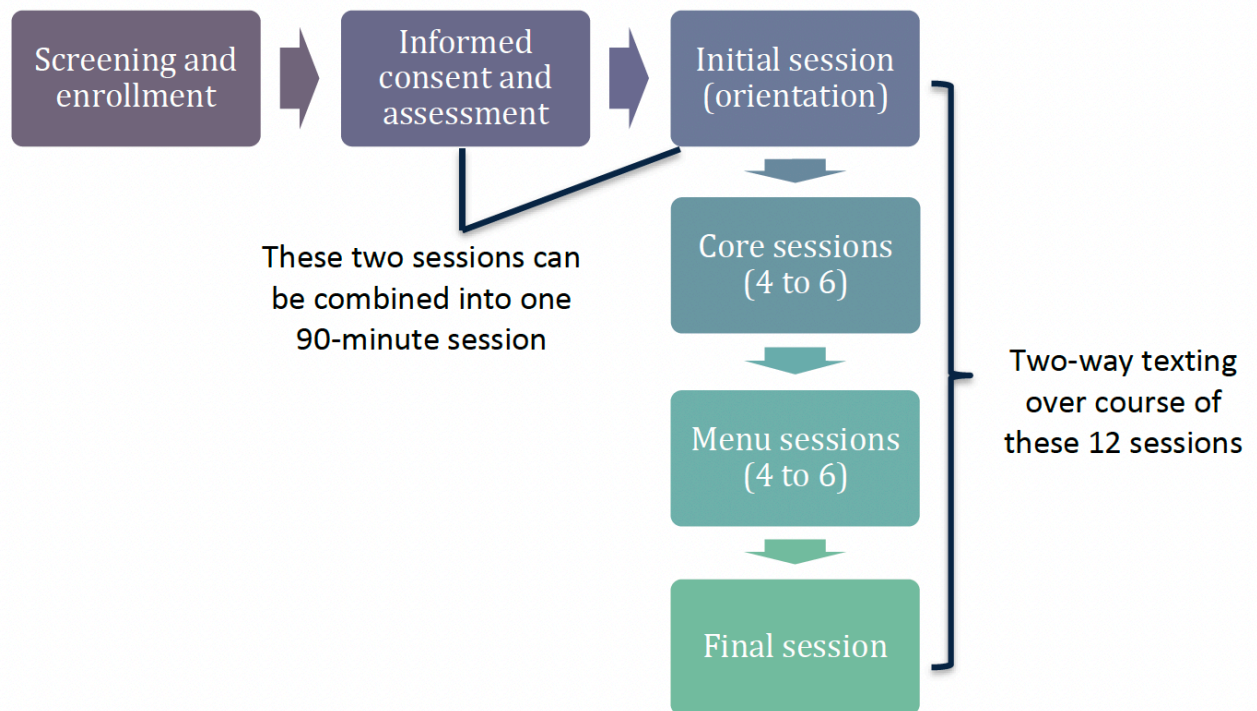 Screening and
enrollment
Informed
consent and
assessment
Initial session
(orientation)
These two sessions can
be combined into one
90-minute session
Core sessions
(4 to 6)
Menu sessions
(4 to 6)
Two-way texting
over course of
these 12 sessions
Final session